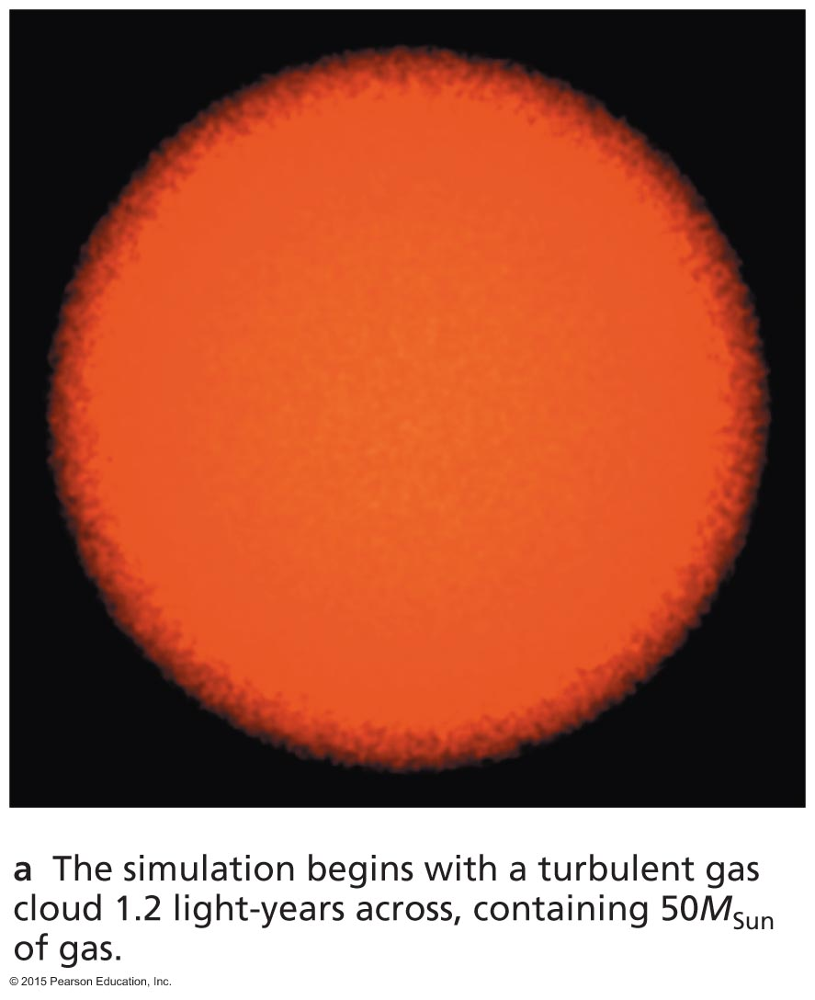 a The simulation begins with a turbulent gas
cloud 1.2 light-years across, containing 50MSun
of gas.
© 2015 Pearson Education, Inc.